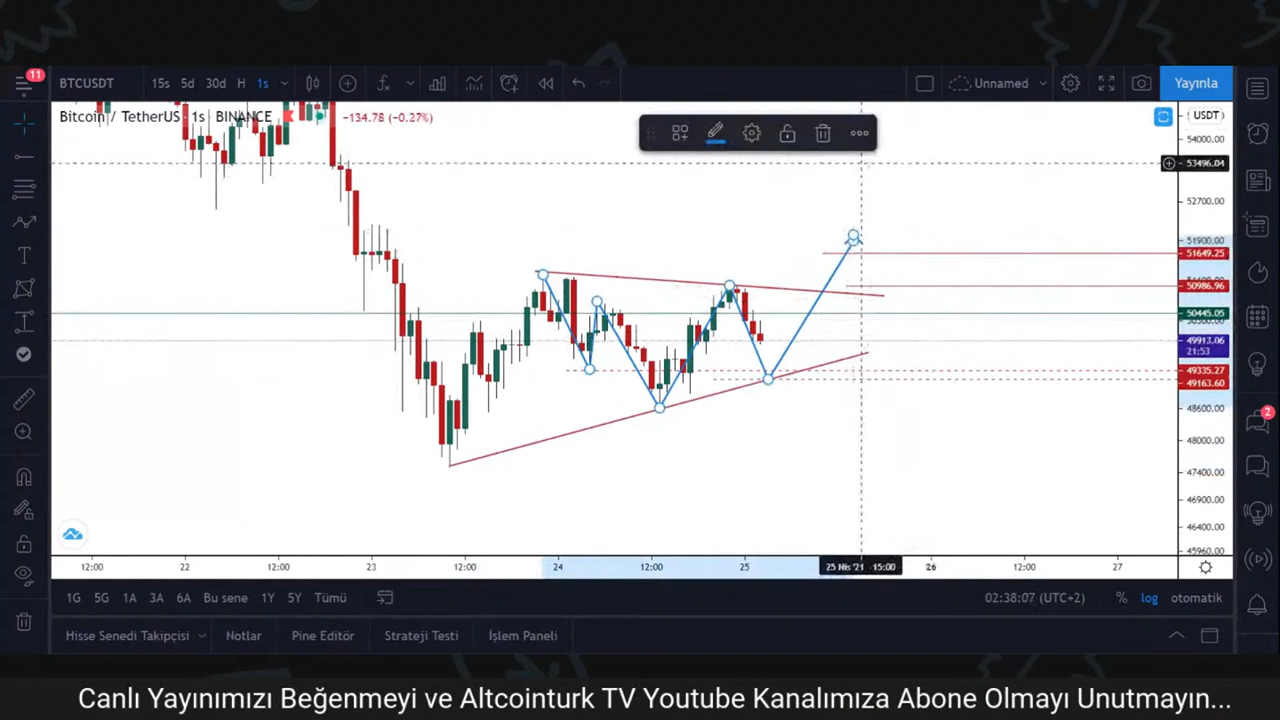 11
BTCUSDT 15s 5d 30d H 1s Unnamed Yayınla
Bitcoin / TetherUS · 1s · BINANCE −134.78 (−0.27%)
USDT
54000.00
53496.04
52700.00
51900.00
51649.25
50986.96
50445.05
49913.06
21:53
49335.27
49163.60
48600.00
48000.00
47400.00
46900.00
46400.00
45960.00
2
12:00 22 12:00 23 12:00 24 12:00 25 25 Nis '21 15:00 26 12:00 27
1G 5G 1A 3A 6A Bu sene 1Y 5Y Tümü 02:38:07 (UTC+2) % log otomatik
Hisse Senedi Takipçisi Notlar Pine Editör Strateji Testi İşlem Paneli
Canlı Yayınımızı Beğenmeyi ve Altcointurk TV Youtube Kanalımıza Abone Olmayı Unutmayın...